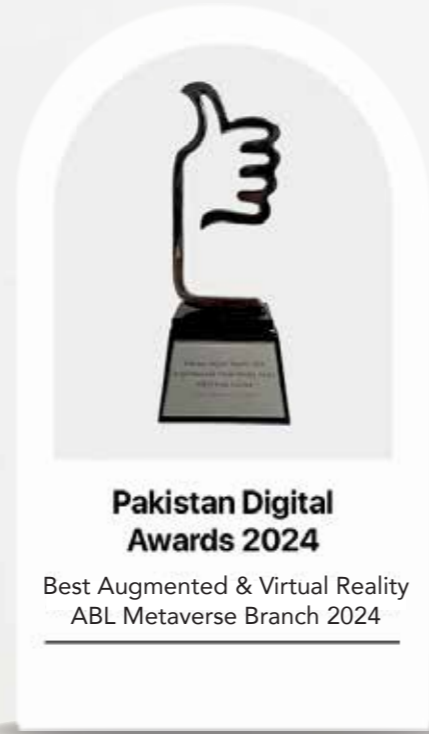 Pakistan Digital
Awards 2024
Best Augmented & Virtual Reality
ABL Metaverse Branch 2024